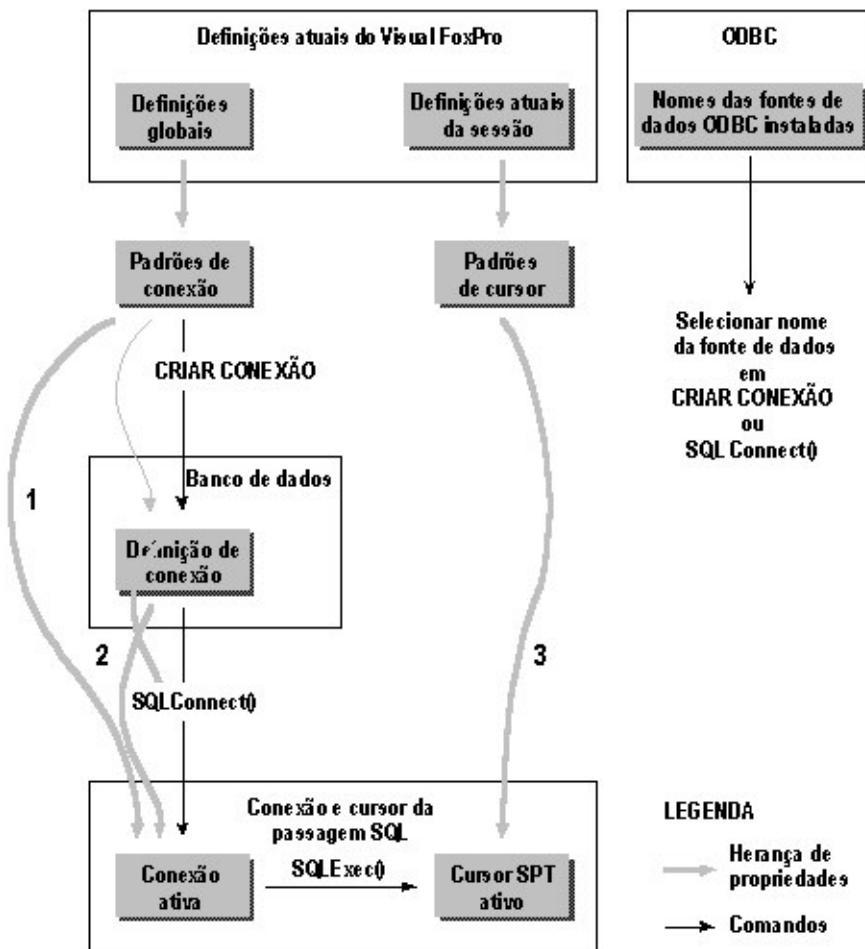 Definições atuais do Visual FoxPro
ODBC
Definições
globais
Definições atuais
da sessão
Nomes das fontes de
dados ODBC instaladas
Padrões de
conexão
Padrões
de cursor
Selecionar nome
da fonte de dados
em
CRIAR CONEXÃO
ou
SQL Connect()
CRIAR CONEXÃO
1
Banco de dados
Definição de
conexão
2
3
SQLConnect()
Conexão e cursor da
passagem SQL
Conexão
ativa
SQLExec()
Cursor SPT
ativo
LEGENDA
Herança de
propriedades
Comandos